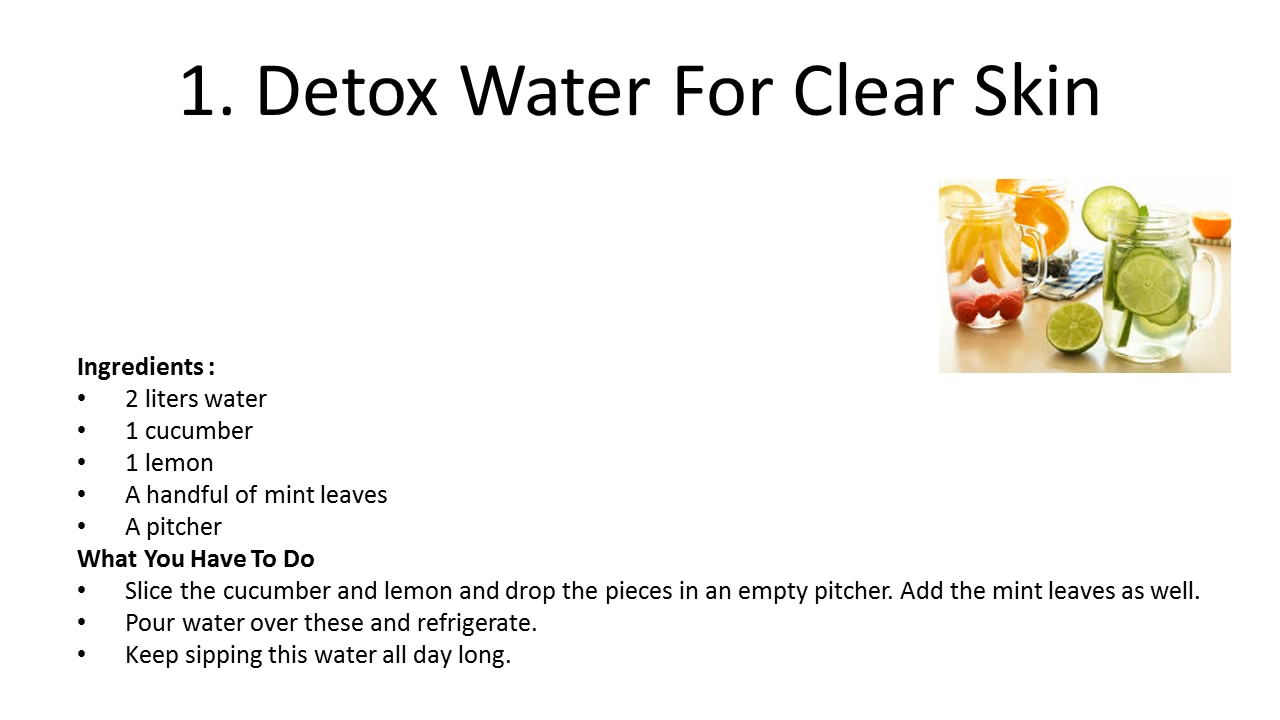 1. Detox Water For Clear Skin
Ingredients :
• 2 liters water
• 1 cucumber
• 1 lemon
• A handful of mint leaves
• A pitcher
What You Have To Do
• Slice the cucumber and lemon and drop the pieces in an empty pitcher. Add the mint leaves as well.
• Pour water over these and refrigerate.
• Keep sipping this water all day long.